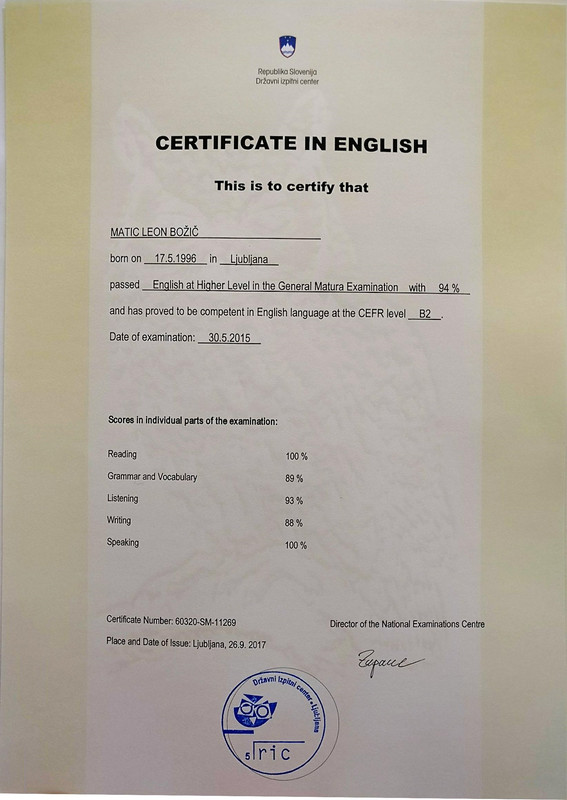 Republika Slovenija
Državni izpitni center
CERTIFICATE IN ENGLISH
This is to certify that
MATIC LEON BOŽIČ
born on 17.5.1996 in Ljubljana
passed English at Higher Level in the General Matura Examination with 94 %
and has proved to be competent in English language at the CEFR level B2 .
Date of examination: 30.5.2015
Scores in individual parts of the examination:
Reading 100 %
Grammar and Vocabulary 89 %
Listening 93 %
Writing 88 %
Speaking 100 %
Certificate Number: 60320-SM-11269
Director of the National Examinations Centre
Place and Date of Issue: Ljubljana, 26.9. 2017
Zupanc
Državni izpitni center • Ljubljana
5 ric